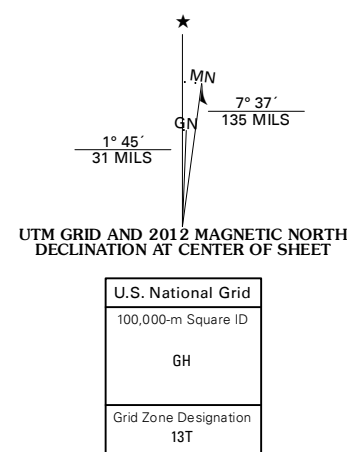 ★
MN
GN
7° 37´
135 MILS
1° 45´
31 MILS
UTM GRID AND 2012 MAGNETIC NORTH
DECLINATION AT CENTER OF SHEET
U.S. National Grid
100,000-m Square ID
GH
Grid Zone Designation
13T